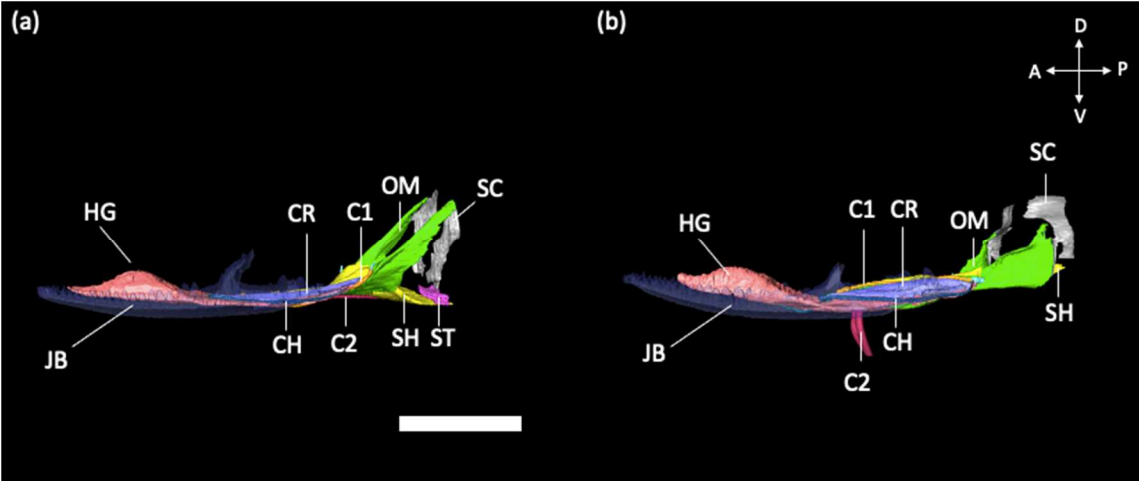 (a)
(b)
D
A P
V
SC
OM SC
HG CR C1
HG C1 CR OM
JB CH C2 SH ST
SH
JB CH
C2